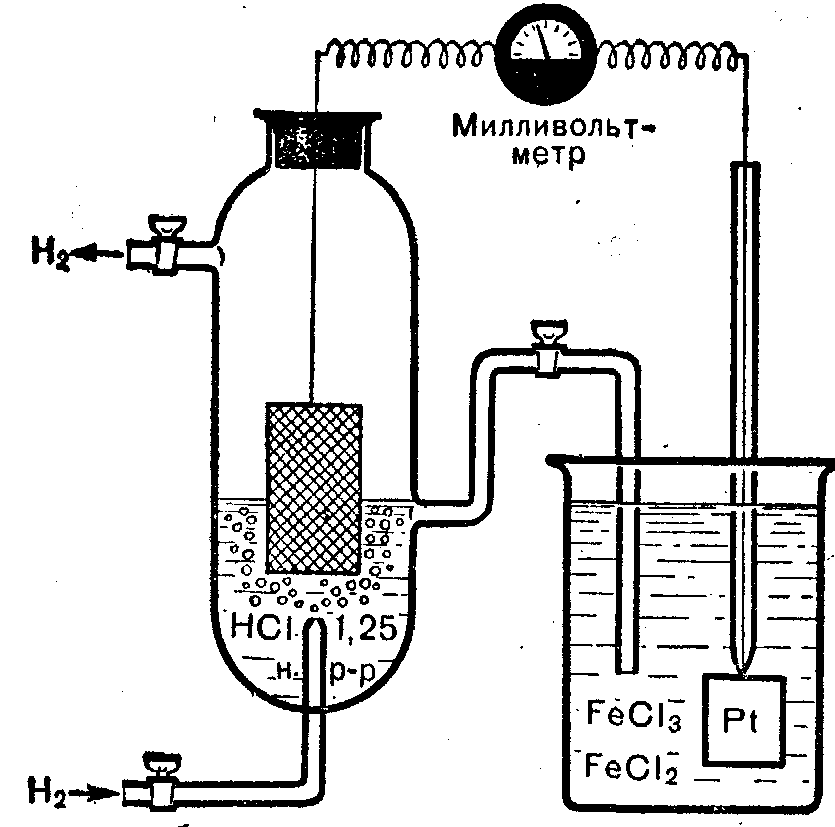 Милливольт-
метр
H₂
HCl 1,25
н. р-р
FeCl₃
Pt
FeCl₂
H₂